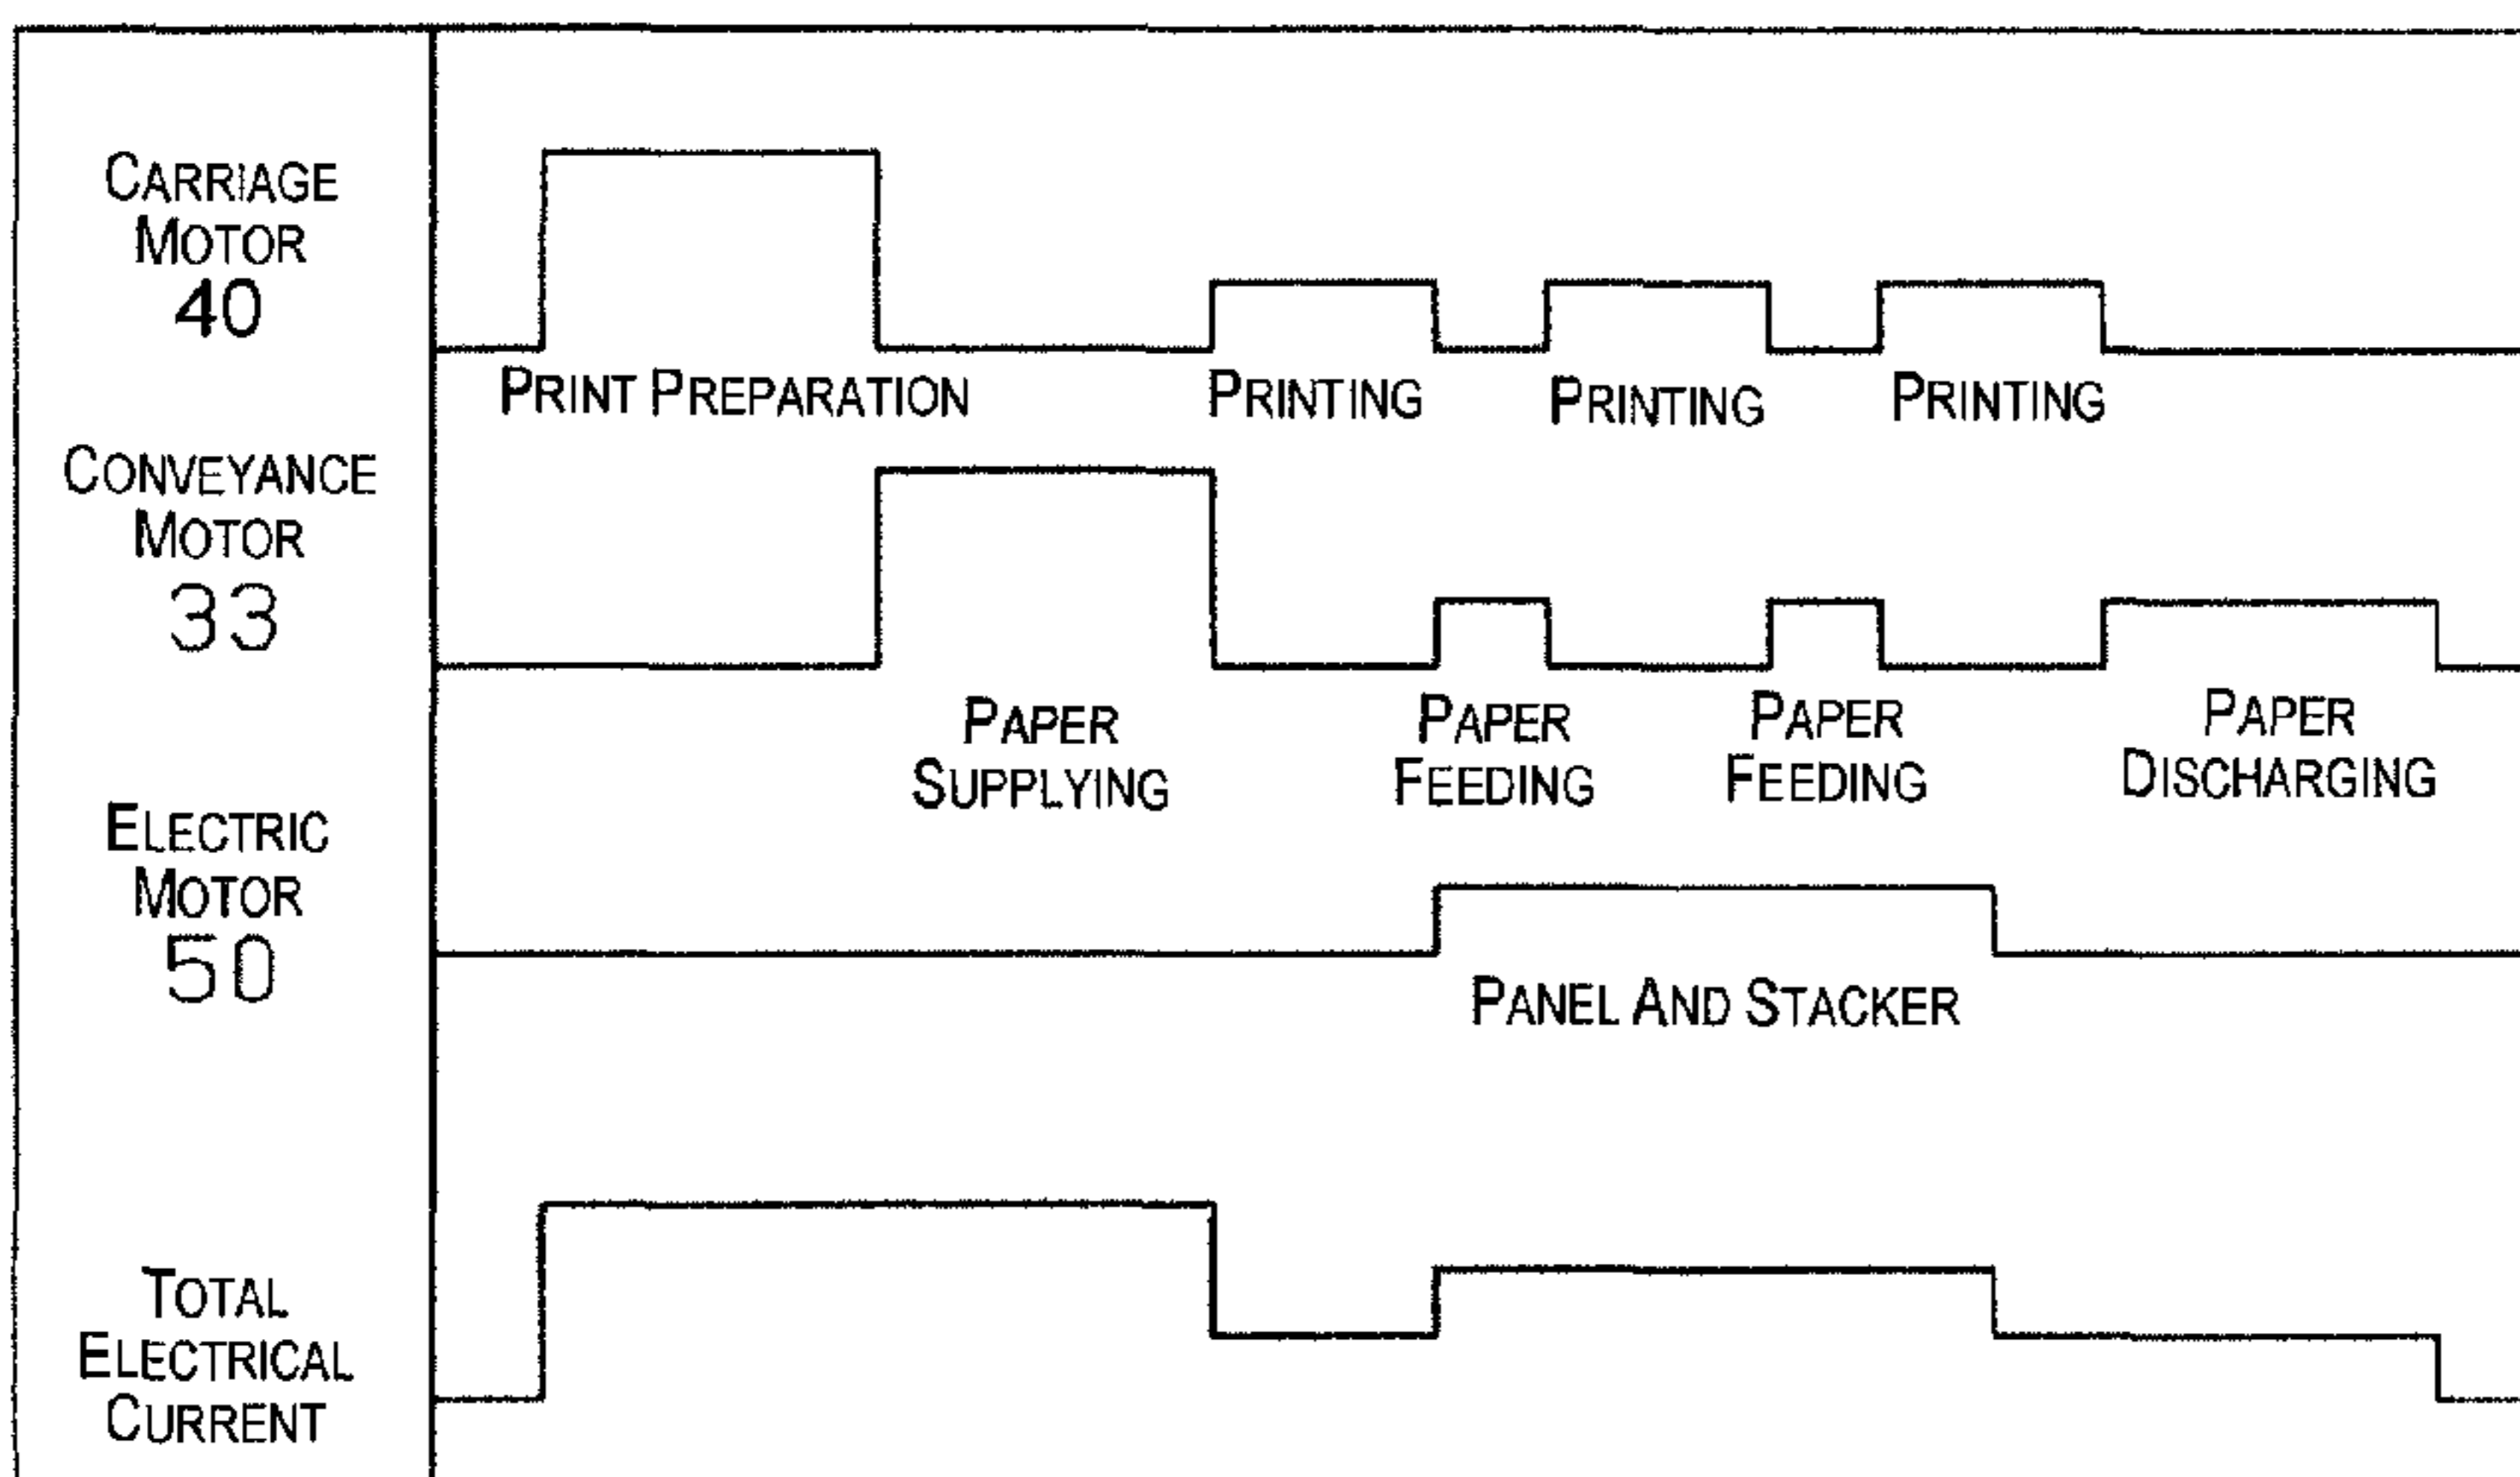 CARRIAGE
MOTOR
40
PRINT PREPARATION
PRINTING
PRINTING
PRINTING
CONVEYANCE
MOTOR
33
PAPER
SUPPLYING
PAPER
FEEDING
PAPER
FEEDING
PAPER
DISCHARGING
ELECTRIC
MOTOR
50
PANEL AND STACKER
TOTAL
ELECTRICAL
CURRENT